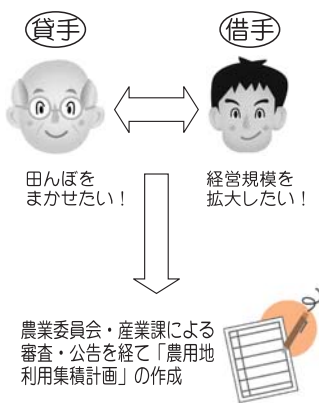 貸手
借手
田んぼを
まかせたい！
経営規模を
拡大したい！
農業委員会・産業課による
審査・公告を経て「農用地
利用集積計画」の作成